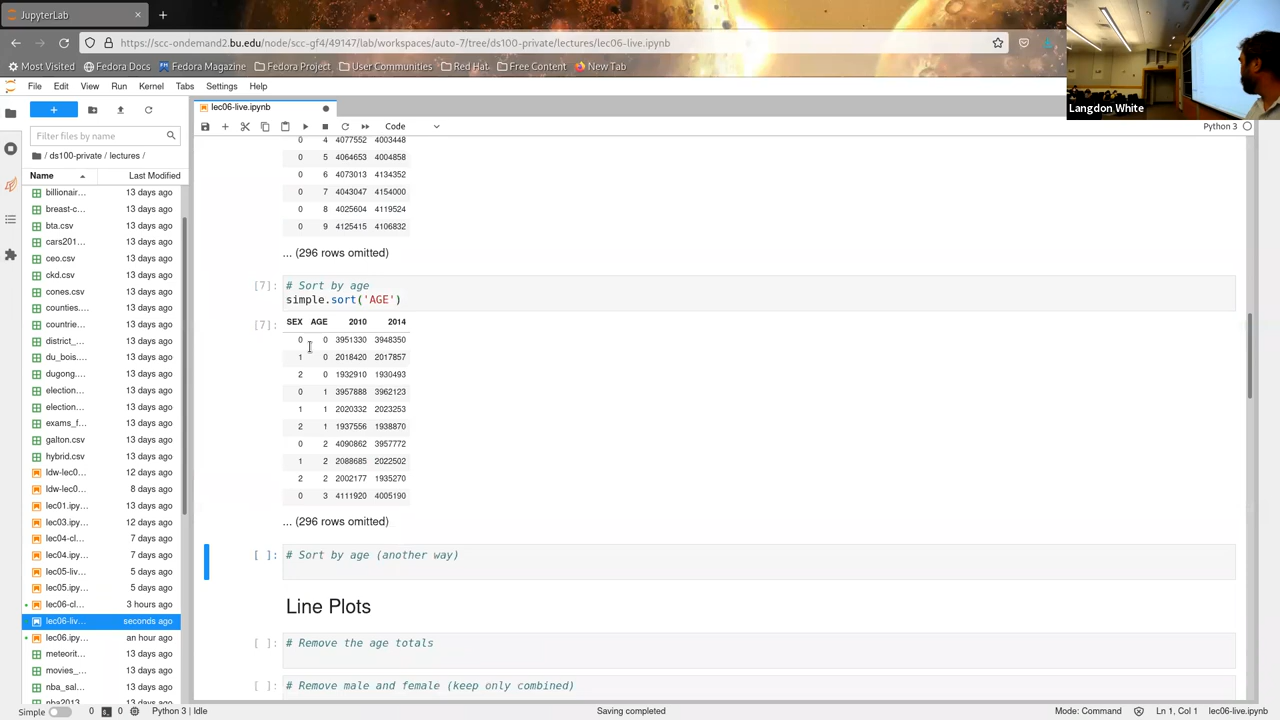 JupyterLab
https://scc-ondemand2.bu.edu/node/scc-gf4/49147/lab/workspaces/auto-7/tree/ds100-private/lectures/lec06-live.ipynb
Most Visited Fedora Docs Fedora Magazine Fedora Project User Communities Red Hat Free Content New Tab
Langdon White
File Edit View Run Kernel Tabs Settings Help
lec06-live.ipynb
Code
Python 3
Filter files by name
/ ds100-private / lectures /
Name Last Modified
billionair… 13 days ago
breast-c… 13 days ago
bta.csv 13 days ago
cars201… 13 days ago
ceo.csv 13 days ago
ckd.csv 13 days ago
cones.csv 13 days ago
counties.… 13 days ago
countrie… 13 days ago
district_… 13 days ago
du_bois.… 13 days ago
dugong.… 13 days ago
election… 13 days ago
election… 13 days ago
exams_f… 13 days ago
galton.csv 13 days ago
hybrid.csv 13 days ago
ldw-lec0… 12 days ago
ldw-lec0… 8 days ago
lec01.ipy… 13 days ago
lec03.ipy… 12 days ago
lec04-cl… 7 days ago
lec04.ipy… 7 days ago
lec05-liv… 5 days ago
lec05.ipy… 5 days ago
lec06-cl… 3 hours ago
lec06-liv… seconds ago
lec06.ipy… an hour ago
meteorit… 13 days ago
movies_… 13 days ago
nba_sal… 13 days ago
nba2013… 13 days ago
0 4 4077552 4003448
0 5 4064653 4004858
0 6 4073013 4134352
0 7 4043047 4154000
0 8 4025604 4119524
0 9 4125415 4106832
... (296 rows omitted)
[7]: # Sort by age
simple.sort('AGE')
[7]: SEX AGE 2010 2014
0 0 3951330 3948350
1 0 2018420 2017857
2 0 1932910 1930493
0 1 3957888 3962123
1 1 2020332 2023253
2 1 1937556 1938870
0 2 4090862 3957772
1 2 2088685 2022502
2 2 2002177 1935270
0 3 4111920 4005190
... (296 rows omitted)
[ ]: # Sort by age (another way)
Line Plots
[ ]: # Remove the age totals
[ ]: # Remove male and female (keep only combined)
Simple 0 0 Python 3 | Idle Saving completed Mode: Command Ln 1, Col 1 lec06-live.ipynb